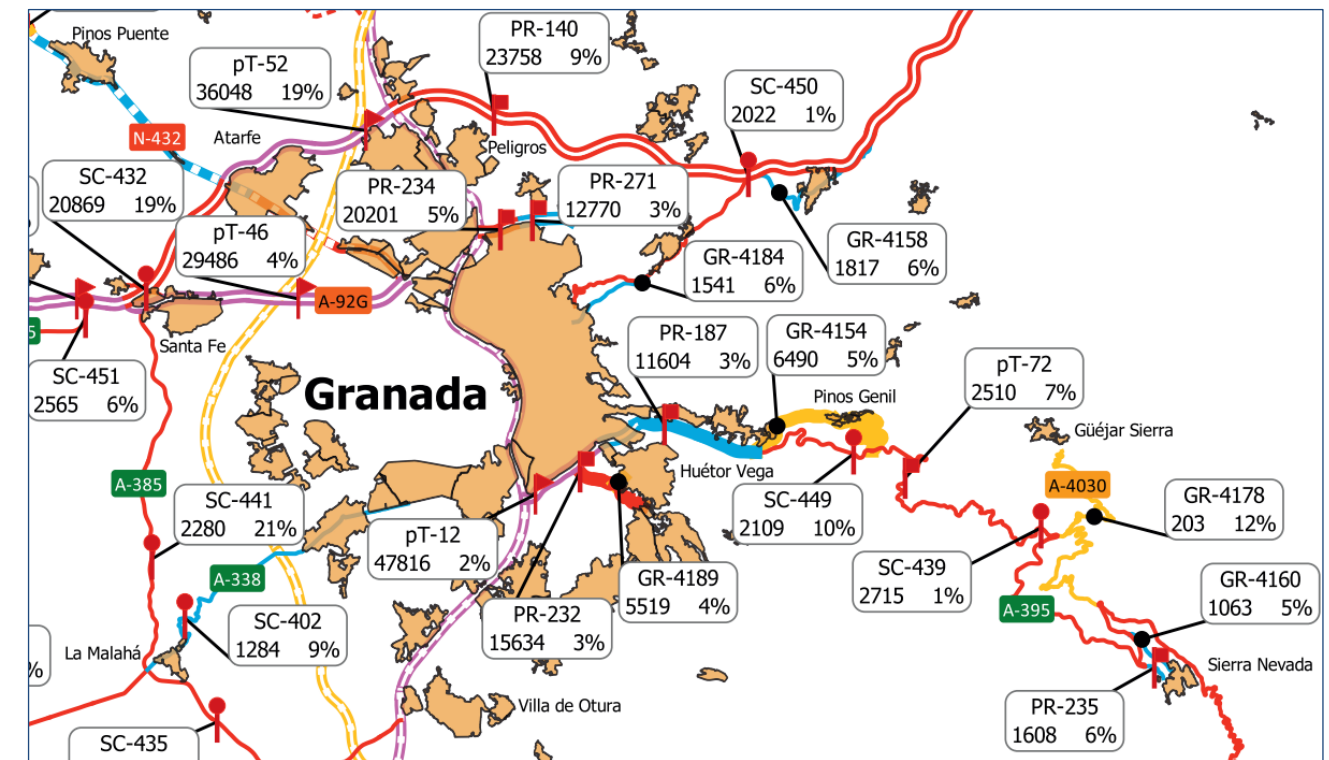 Pinos Puente
PR-140
23758 9%
pT-52
36048 19%
SC-450
2022 1%
N-432
Atarfe
Peligros
SC-432
20869 19%
PR-234
20201 5%
PR-271
12770 3%
pT-46
29486 4%
GR-4158
1817 6%
GR-4184
1541 6%
A-92G
5
Santa Fe
PR-187
11604 3%
GR-4154
6490 5%
pT-72
2510 7%
SC-451
2565 6%
Granada
Pinos Genil
Güéjar Sierra
Huétor Vega
A-385
A-4030
SC-441
2280 21%
SC-449
2109 10%
GR-4178
203 12%
pT-12
47816 2%
SC-439
2715 1%
A-338
GR-4189
5519 4%
GR-4160
1063 5%
A-395
SC-402
1284 9%
PR-232
15634 3%
La Malahá
%
Sierra Nevada
Villa de Otura
PR-235
1608 6%
SC-435